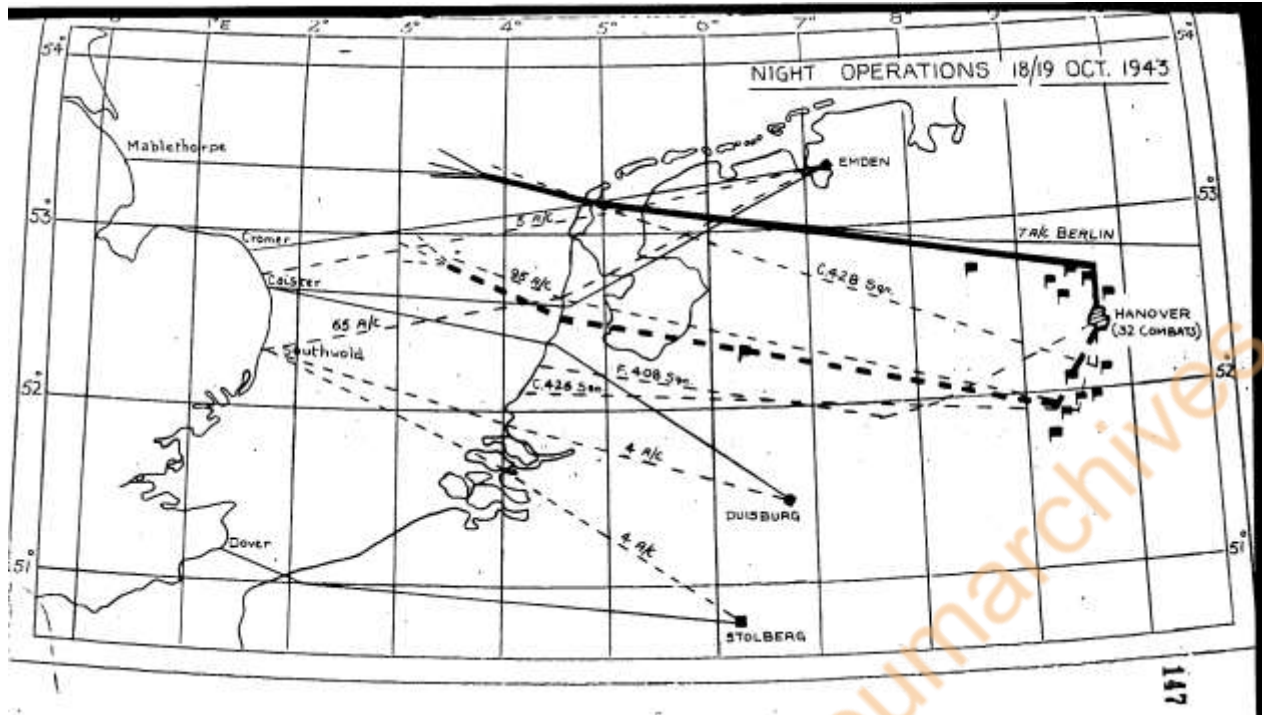 0° 1°E 2° 3° 4° 5° 6° 7° 8° 9°
54° 54°
NIGHT OPERATIONS 18/19 OCT. 1943
Mablethorpe
EMDEN
53° 53°
5 A/C
Cromer
7 A/C BERLIN
Caister
85 A/C
C.428 Sqn.
HANOVER
(32 COMBATS)
65 A/C
Southwold
52° 52°
F. 408 Sqn.
C.428 Sqn.
4 A/C
DUISBURG
Dover
4 A/C
51° 51°
STOLBERG
147
umarchives